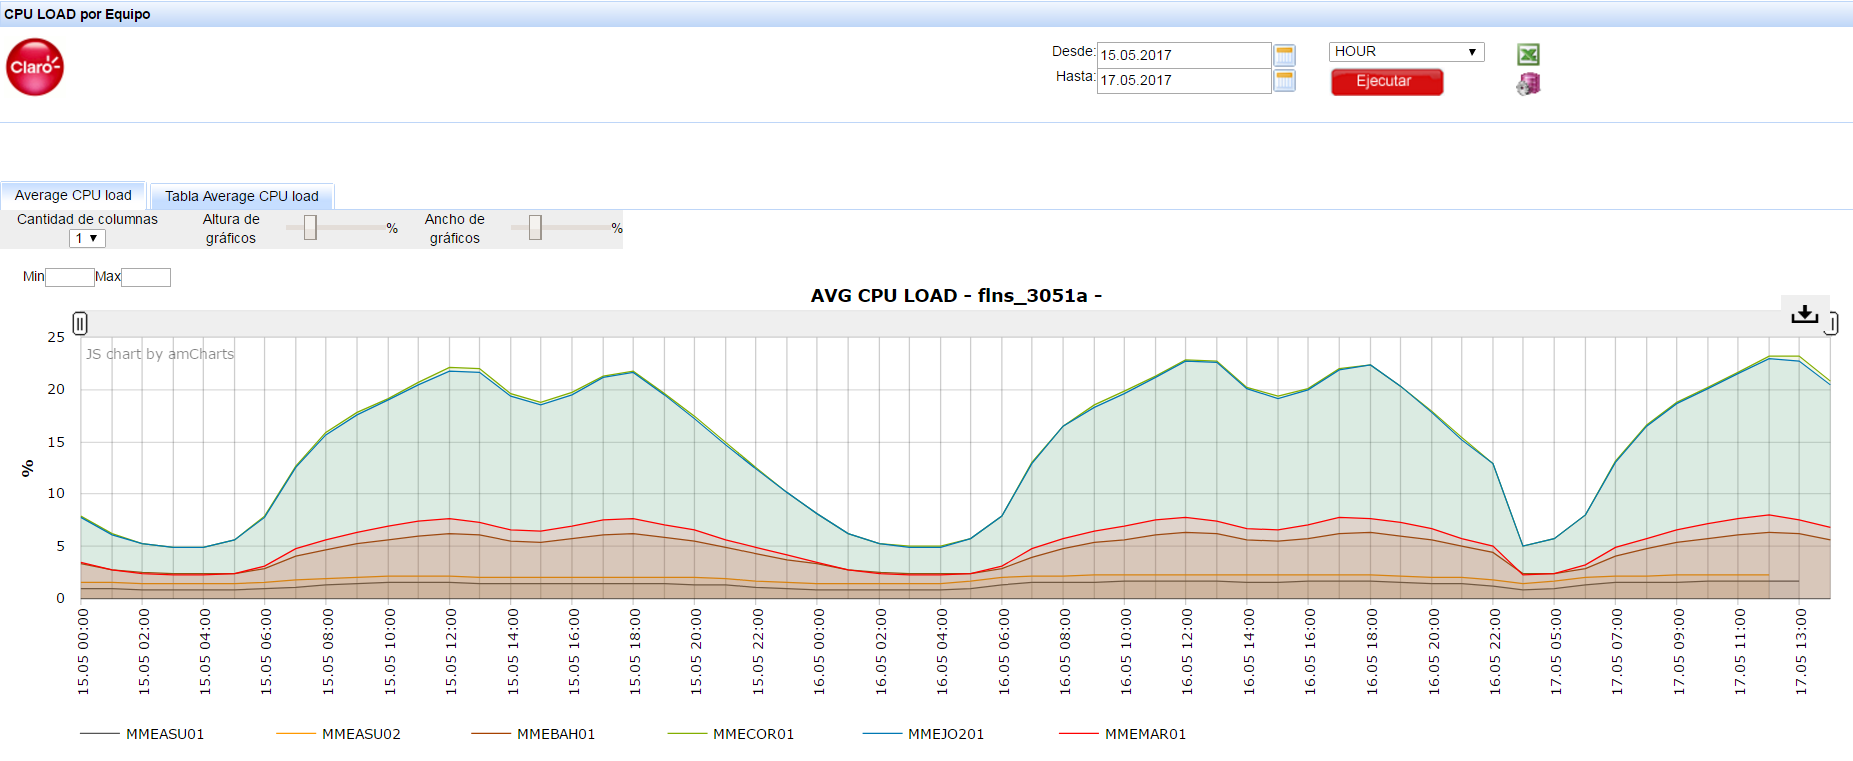 CPU LOAD por Equipo
Claro
Desde: 15.05.2017
HOUR
Hasta: 17.05.2017
Ejecutar
Average CPU load
Tabla Average CPU load
Cantidad de columnas
1
Altura de
gráficos
%
Ancho de
gráficos
%
Min
Max
AVG CPU LOAD - flns_3051a -
JS chart by amCharts
25
20
15
10
5
0
%
15.05 00:00
15.05 02:00
15.05 04:00
15.05 06:00
15.05 08:00
15.05 10:00
15.05 12:00
15.05 14:00
15.05 16:00
15.05 18:00
15.05 20:00
15.05 22:00
16.05 00:00
16.05 02:00
16.05 04:00
16.05 06:00
16.05 08:00
16.05 10:00
16.05 12:00
16.05 14:00
16.05 16:00
16.05 18:00
16.05 20:00
16.05 22:00
17.05 05:00
17.05 07:00
17.05 09:00
17.05 11:00
17.05 13:00
MMEASU01
MMEASU02
MMEBAH01
MMECOR01
MMEJO201
MMEMAR01